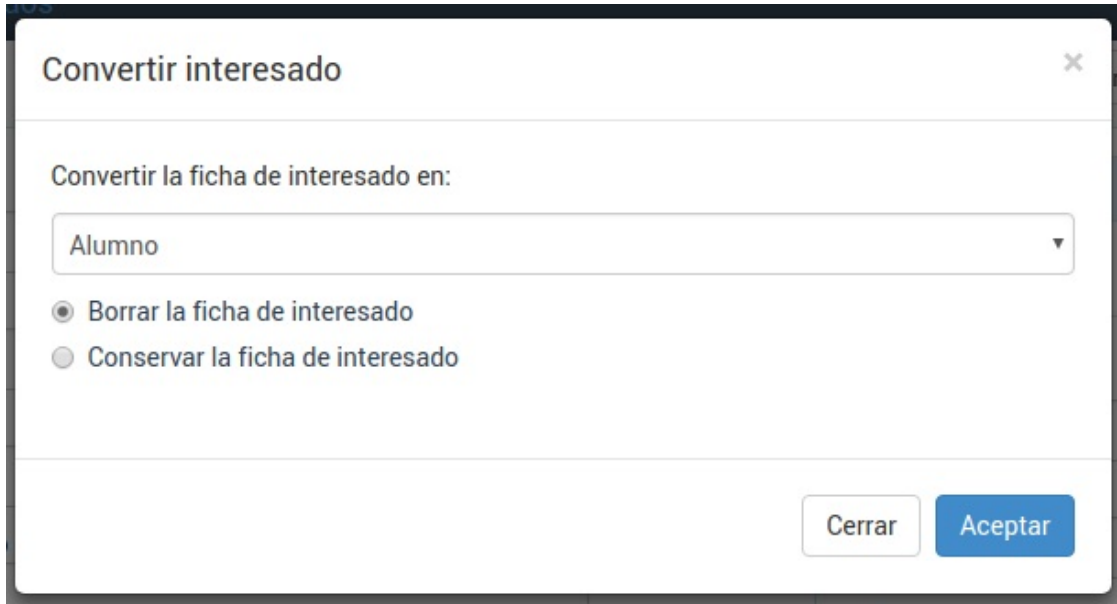 Convertir interesado
×
Convertir la ficha de interesado en:
Alumno
Borrar la ficha de interesado
Conservar la ficha de interesado
Cerrar
Aceptar